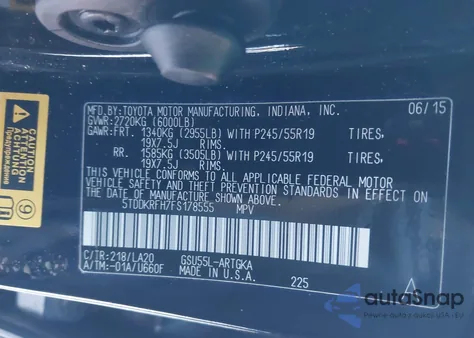 MFD.BY:TOYOTA MOTOR MANUFACTURING, INDIANA, INC. 06/15
GVWR:2720KG (6000LB)
GAWR:FRT. 1340KG (2955LB) WITH P245/55R19 TIRES,
19X7.5J RIMS.
RR. 1585KG (3505LB) WITH P245/55R19 TIRES,
19X7.5J RIMS.
THIS VEHICLE CONFORMS TO ALL APPLICABLE FEDERAL MOTOR
VEHICLE SAFETY AND THEFT PREVENTION STANDARDS IN EFFECT
ON THE DATE OF MANUFACTURE SHOWN ABOVE.
5TDDKRFH7FS178555 MPV
C/TR:218/LA20 GSU55L-ARTGKA
A/TM:-01A/U660F MADE IN U.S.A. 225
ATTENTION
ACHTUNG
autoSnap